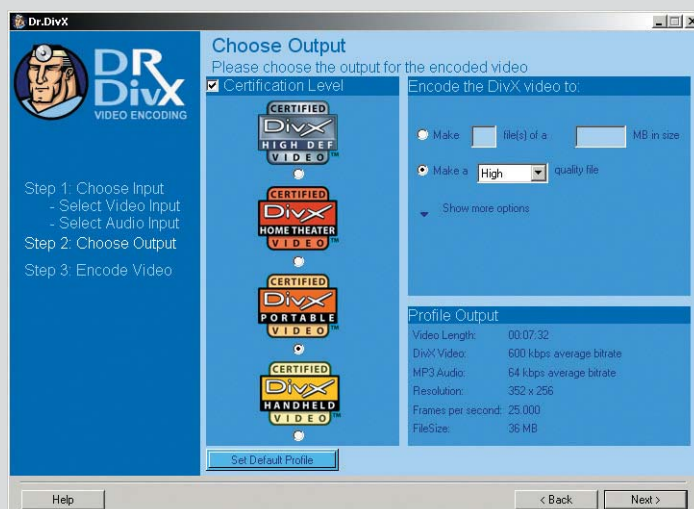 Dr.DivX
DR
DivX
VIDEO ENCODING
Step 1: Choose Input
- Select Video Input
- Select Audio Input
Step 2: Choose Output
Step 3: Encode Video
Choose Output
Please choose the output for the encoded video
Certification Level
CERTIFIED
DivX
HIGH DEF
VIDEO™
CERTIFIED
DivX
HOME THEATER
VIDEO™
CERTIFIED
DivX
PORTABLE
VIDEO™
CERTIFIED
DivX
HANDHELD
VIDEO™
Set Default Profile
Encode the DivX video to:
Make file(s) of a MB in size
Make a High quality file
Show more options
Profile Output
Video Length: 00:07:32
DivX Video: 600 kbps average bitrate
MP3 Audio: 64 kbps average bitrate
Resolution: 352 x 256
Frames per second: 25.000
FileSize: 36 MB
Help
< Back
Next >